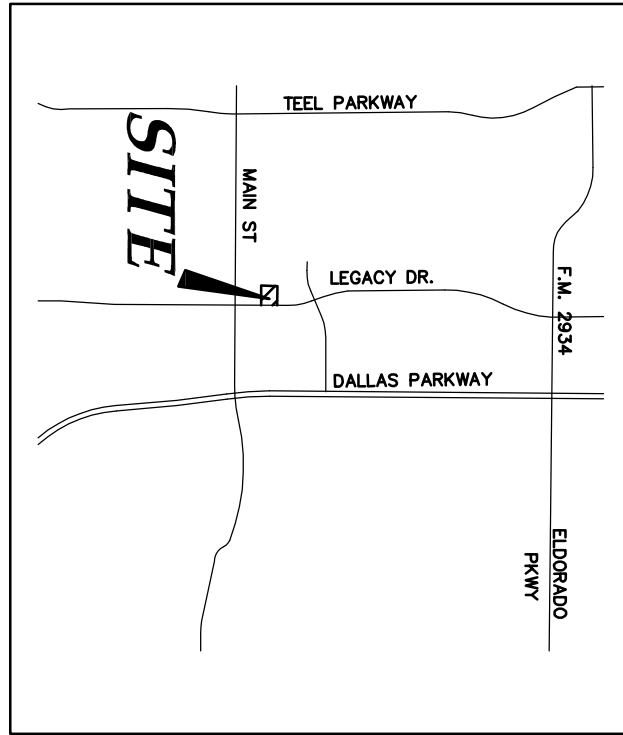 TEEL PARKWAY
SITE
MAIN ST
LEGACY DR.
F.M. 2934
DALLAS PARKWAY
ELDORADO
PKWY